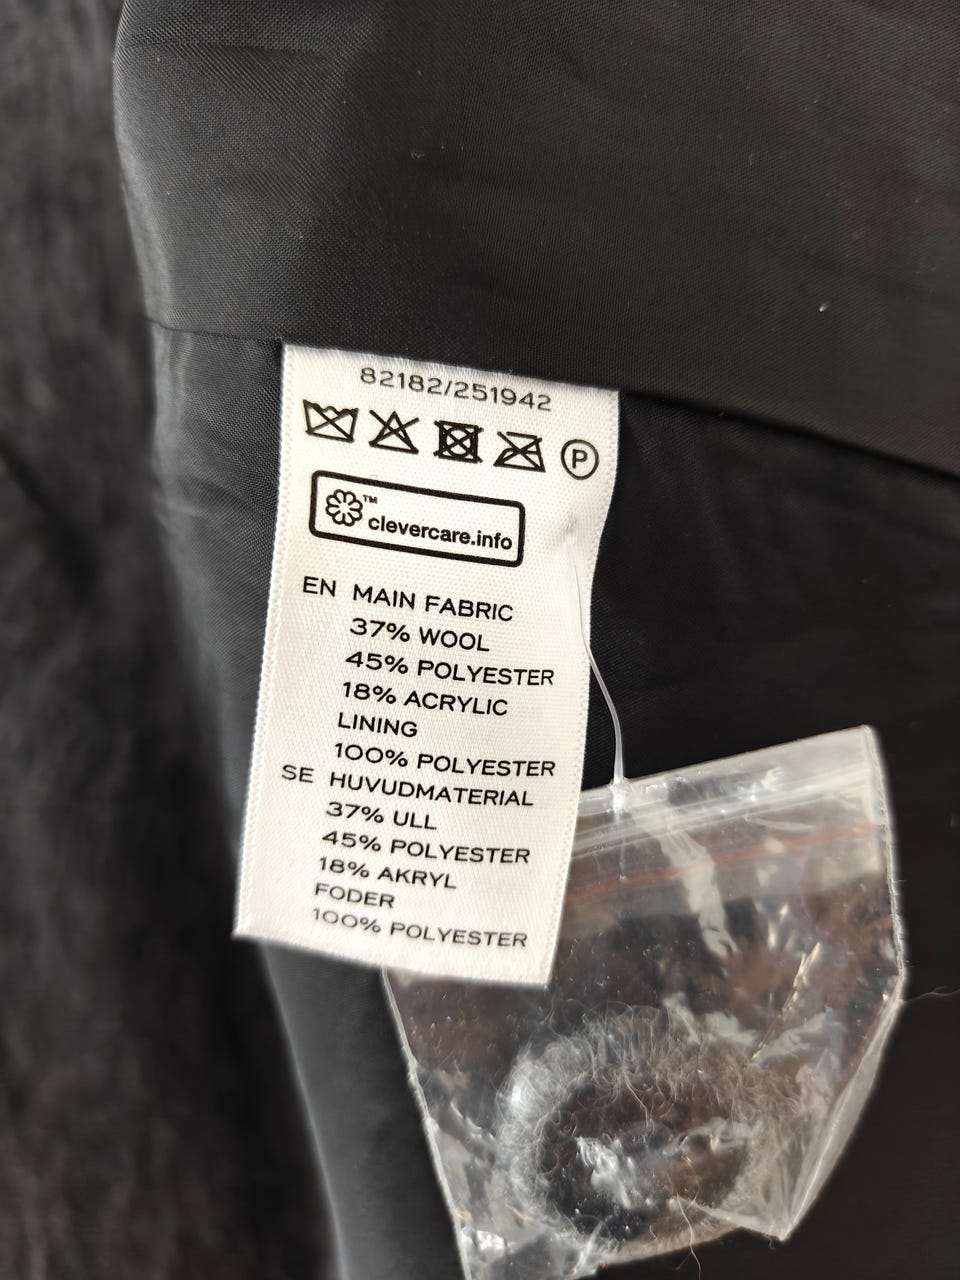 82182/251942
P
™ clevercare.info
EN MAIN FABRIC
37% WOOL
45% POLYESTER
18% ACRYLIC
LINING
100% POLYESTER
SE HUVUDMATERIAL
37% ULL
45% POLYESTER
18% AKRYL
FODER
100% POLYESTER